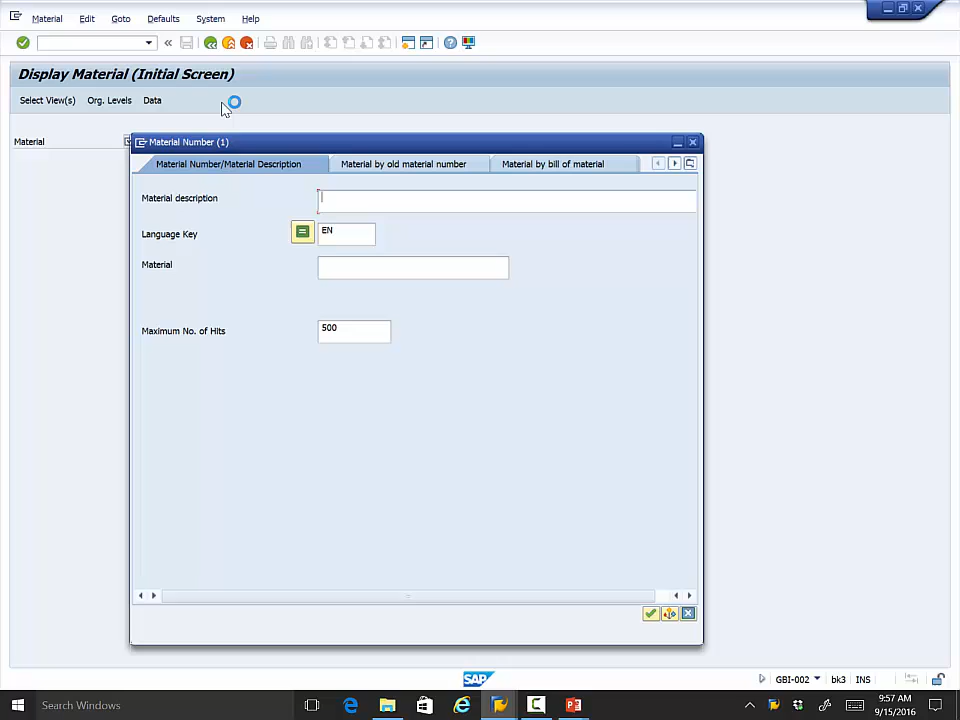 Material Edit Goto Defaults System Help
Display Material (Initial Screen)
Select View(s) Org. Levels Data
Material
Material Number (1)
Material Number/Material Description Material by old material number Material by bill of material
Material description
Language Key EN
Material
Maximum No. of Hits 500
SAP GBI-002 bk3 INS
Search Windows
9:57 AM
9/15/2016